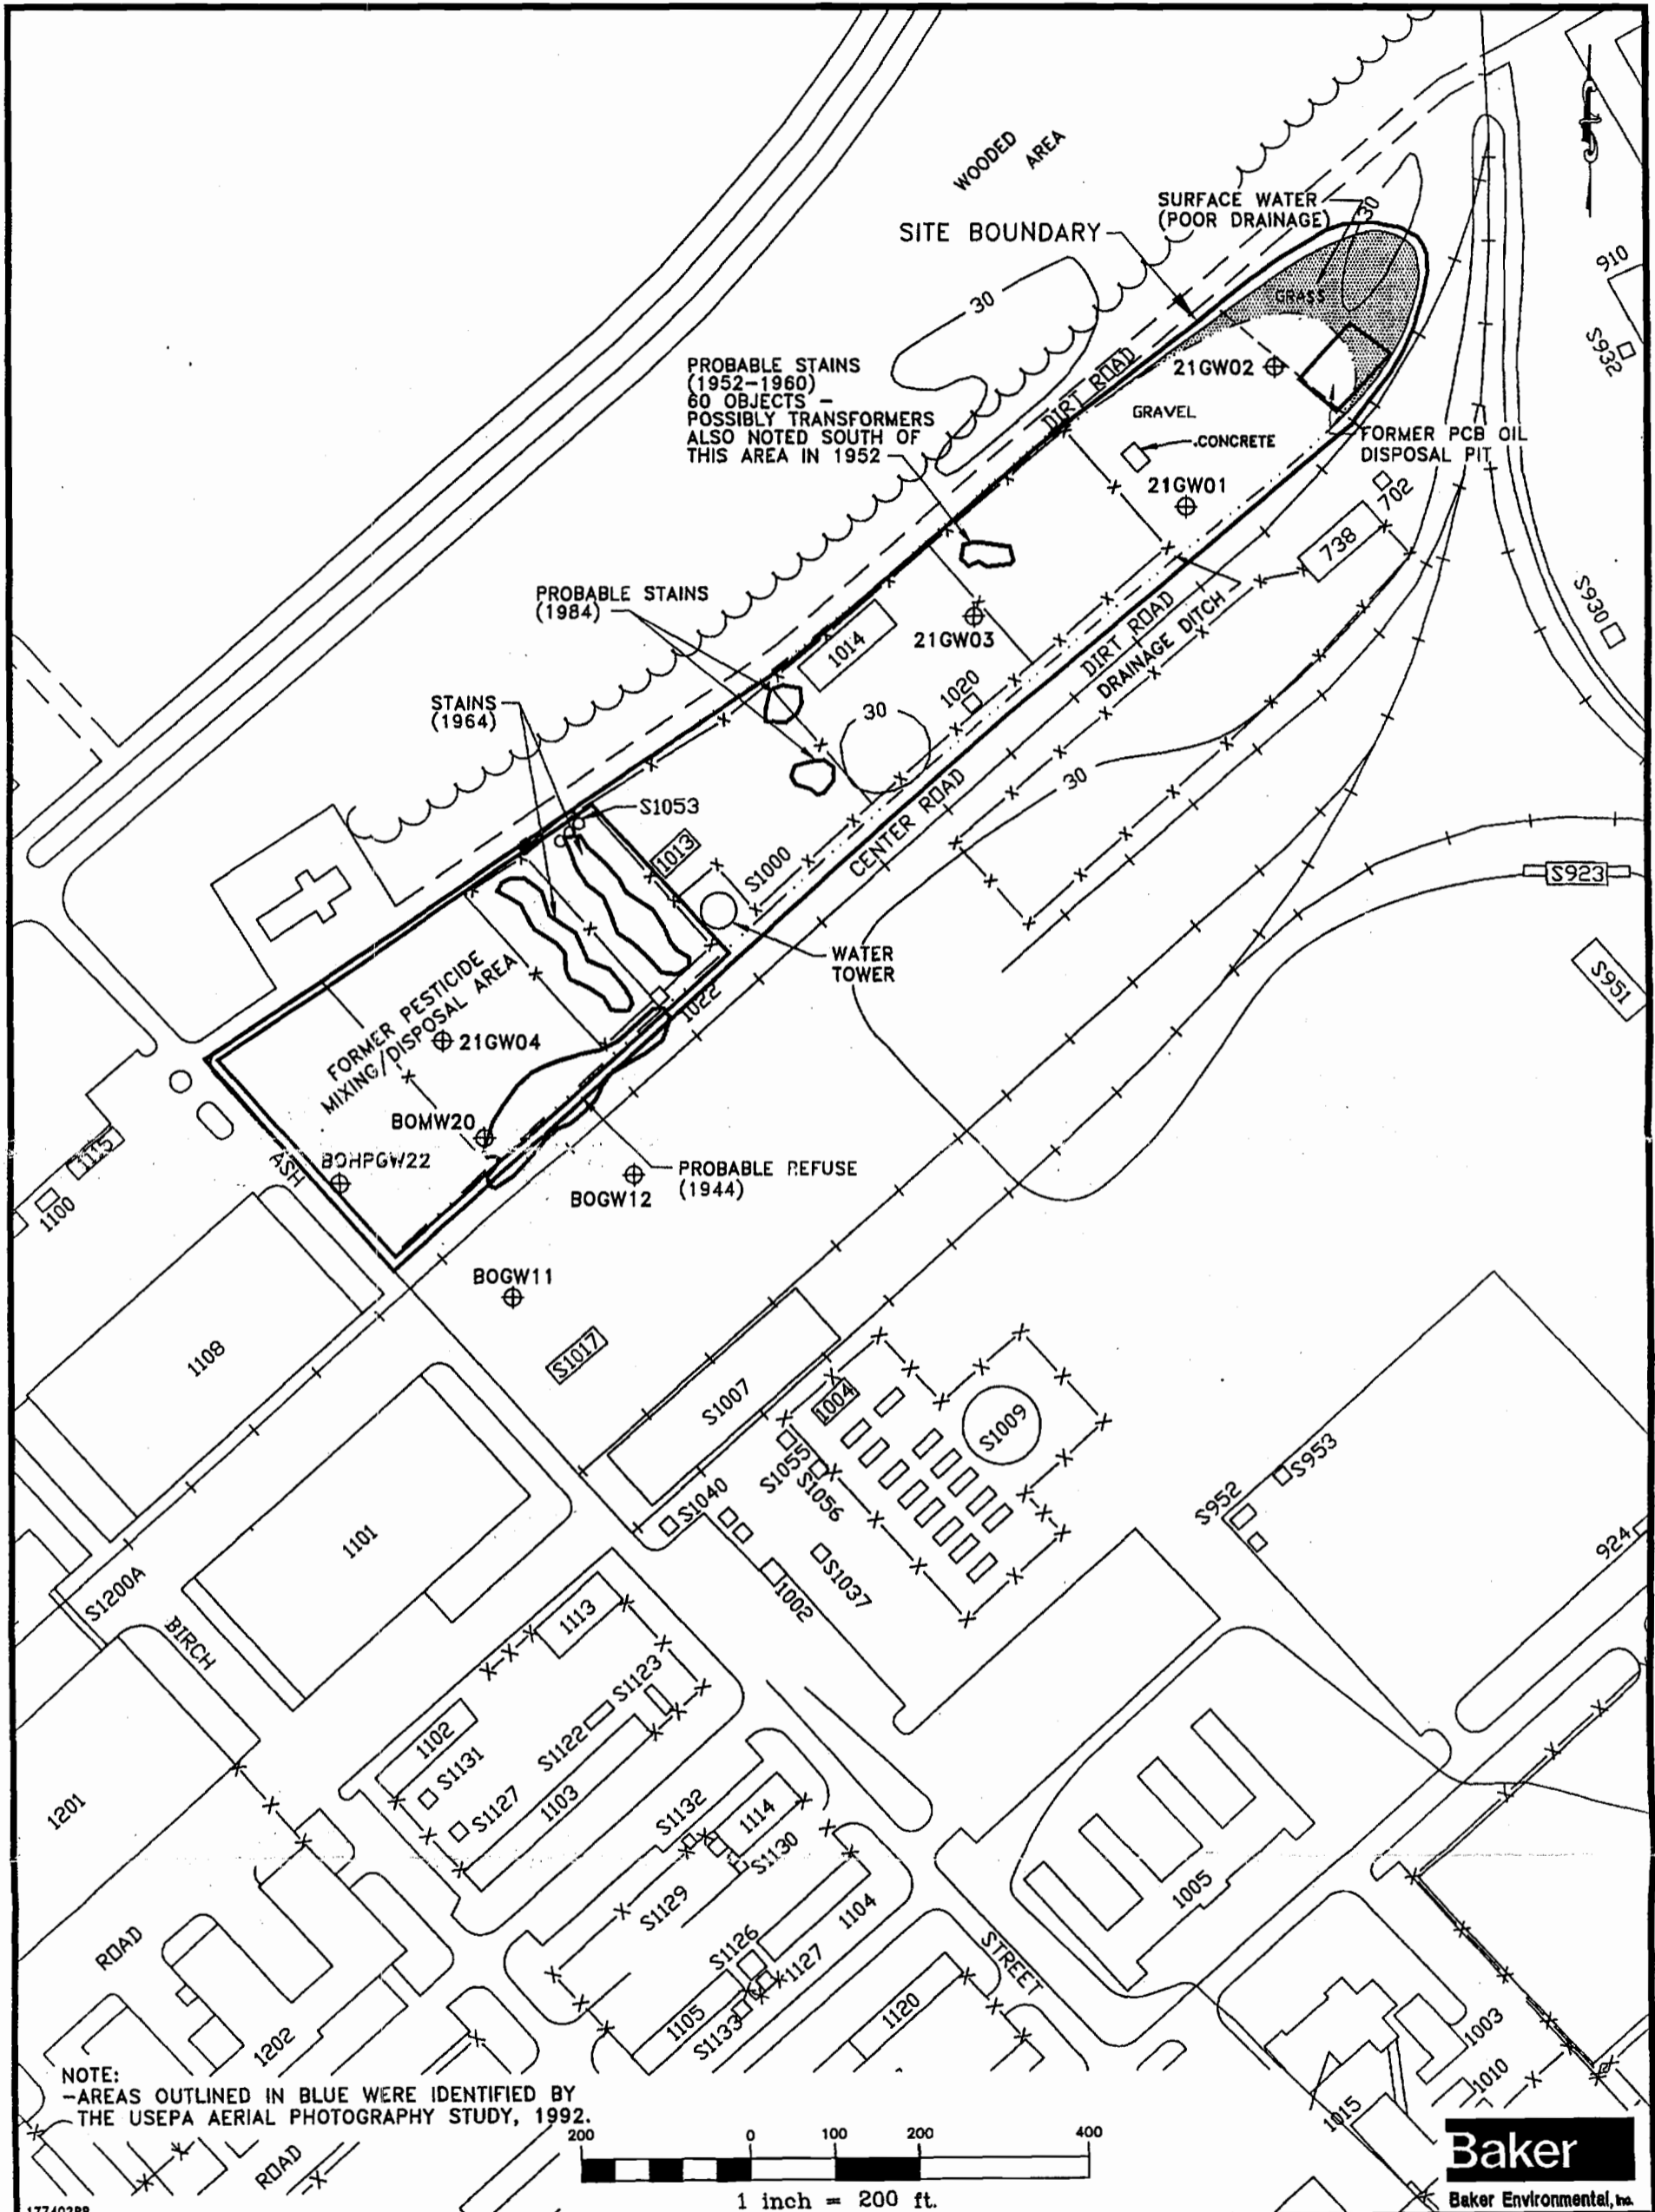 WOODED
AREA
SURFACE WATER
(POOR DRAINAGE)
30
SITE BOUNDARY
910
GRASS
30
S932
PROBABLE STAINS
(1952-1960)
60 OBJECTS -
POSSIBLY TRANSFORMERS
ALSO NOTED SOUTH OF
THIS AREA IN 1952
DIRT ROAD
21GW02
GRAVEL
CONCRETE
FORMER PCB OIL
DISPOSAL PIT
21GW01
702
738
PROBABLE STAINS
(1984)
S930
1014
21GW03
DIRT ROAD
DRAINAGE DITCH
STAINS
(1964)
1020
30
30
S1053
CENTER ROAD
1013
S1000
S923
WATER
TOWER
S951
FORMER PESTICIDE
MIXING/DISPOSAL AREA
1022
21GW04
BOMW20
1115
ASH
BOHPGW22
PROBABLE REFUSE
(1944)
BOGW12
1100
BOGW11
1108
S1017
S1007
1004
S1009
S1055
S1056
S953
S952
S1040
924
1101
S1037
1002
S1200A
1113
BIRCH
S1123
1102
S1122
S1131
S1127
1103
1201
S1132
1114
S1130
1005
S1129
1104
ROAD
S1126
STREET
1127
1105
S1133
1120
1202
1003
1010
1015
NOTE:
-AREAS OUTLINED IN BLUE WERE IDENTIFIED BY
THE USEPA AERIAL PHOTOGRAPHY STUDY, 1992.
ROAD
200 0 100 200 400
1 inch = 200 ft.
Baker
Baker Environmental, Inc.